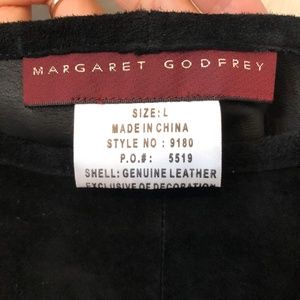 MARGARET GODFREY
SIZE: L
MADE IN CHINA
STYLE NO : 9180
P.O.#: 5519
SHELL: GENUINE LEATHER
EXCLUSIVE OF DECORATION